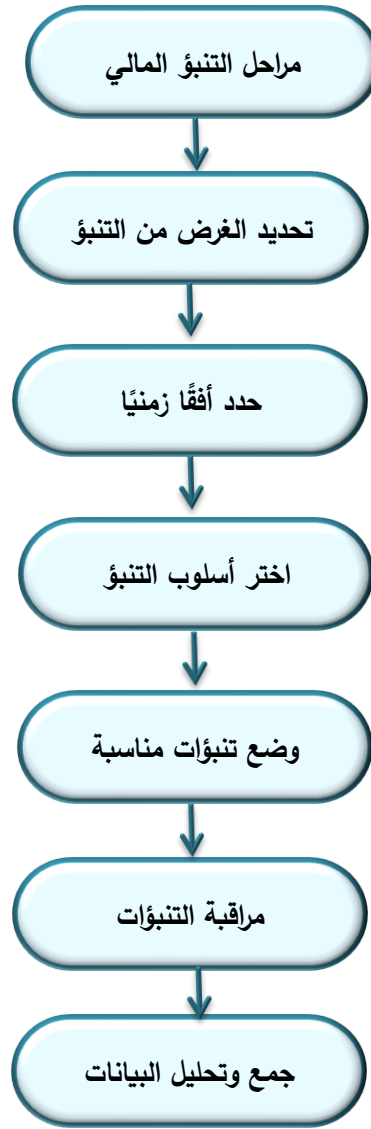 مراحل التنبؤ المالي
تحديد الغرض من التنبؤ
حدد أفقًا زمنيًا
اختر أسلوب التنبؤ
وضع تنبؤات مناسبة
مراقبة التنبؤات
جمع وتحليل البيانات